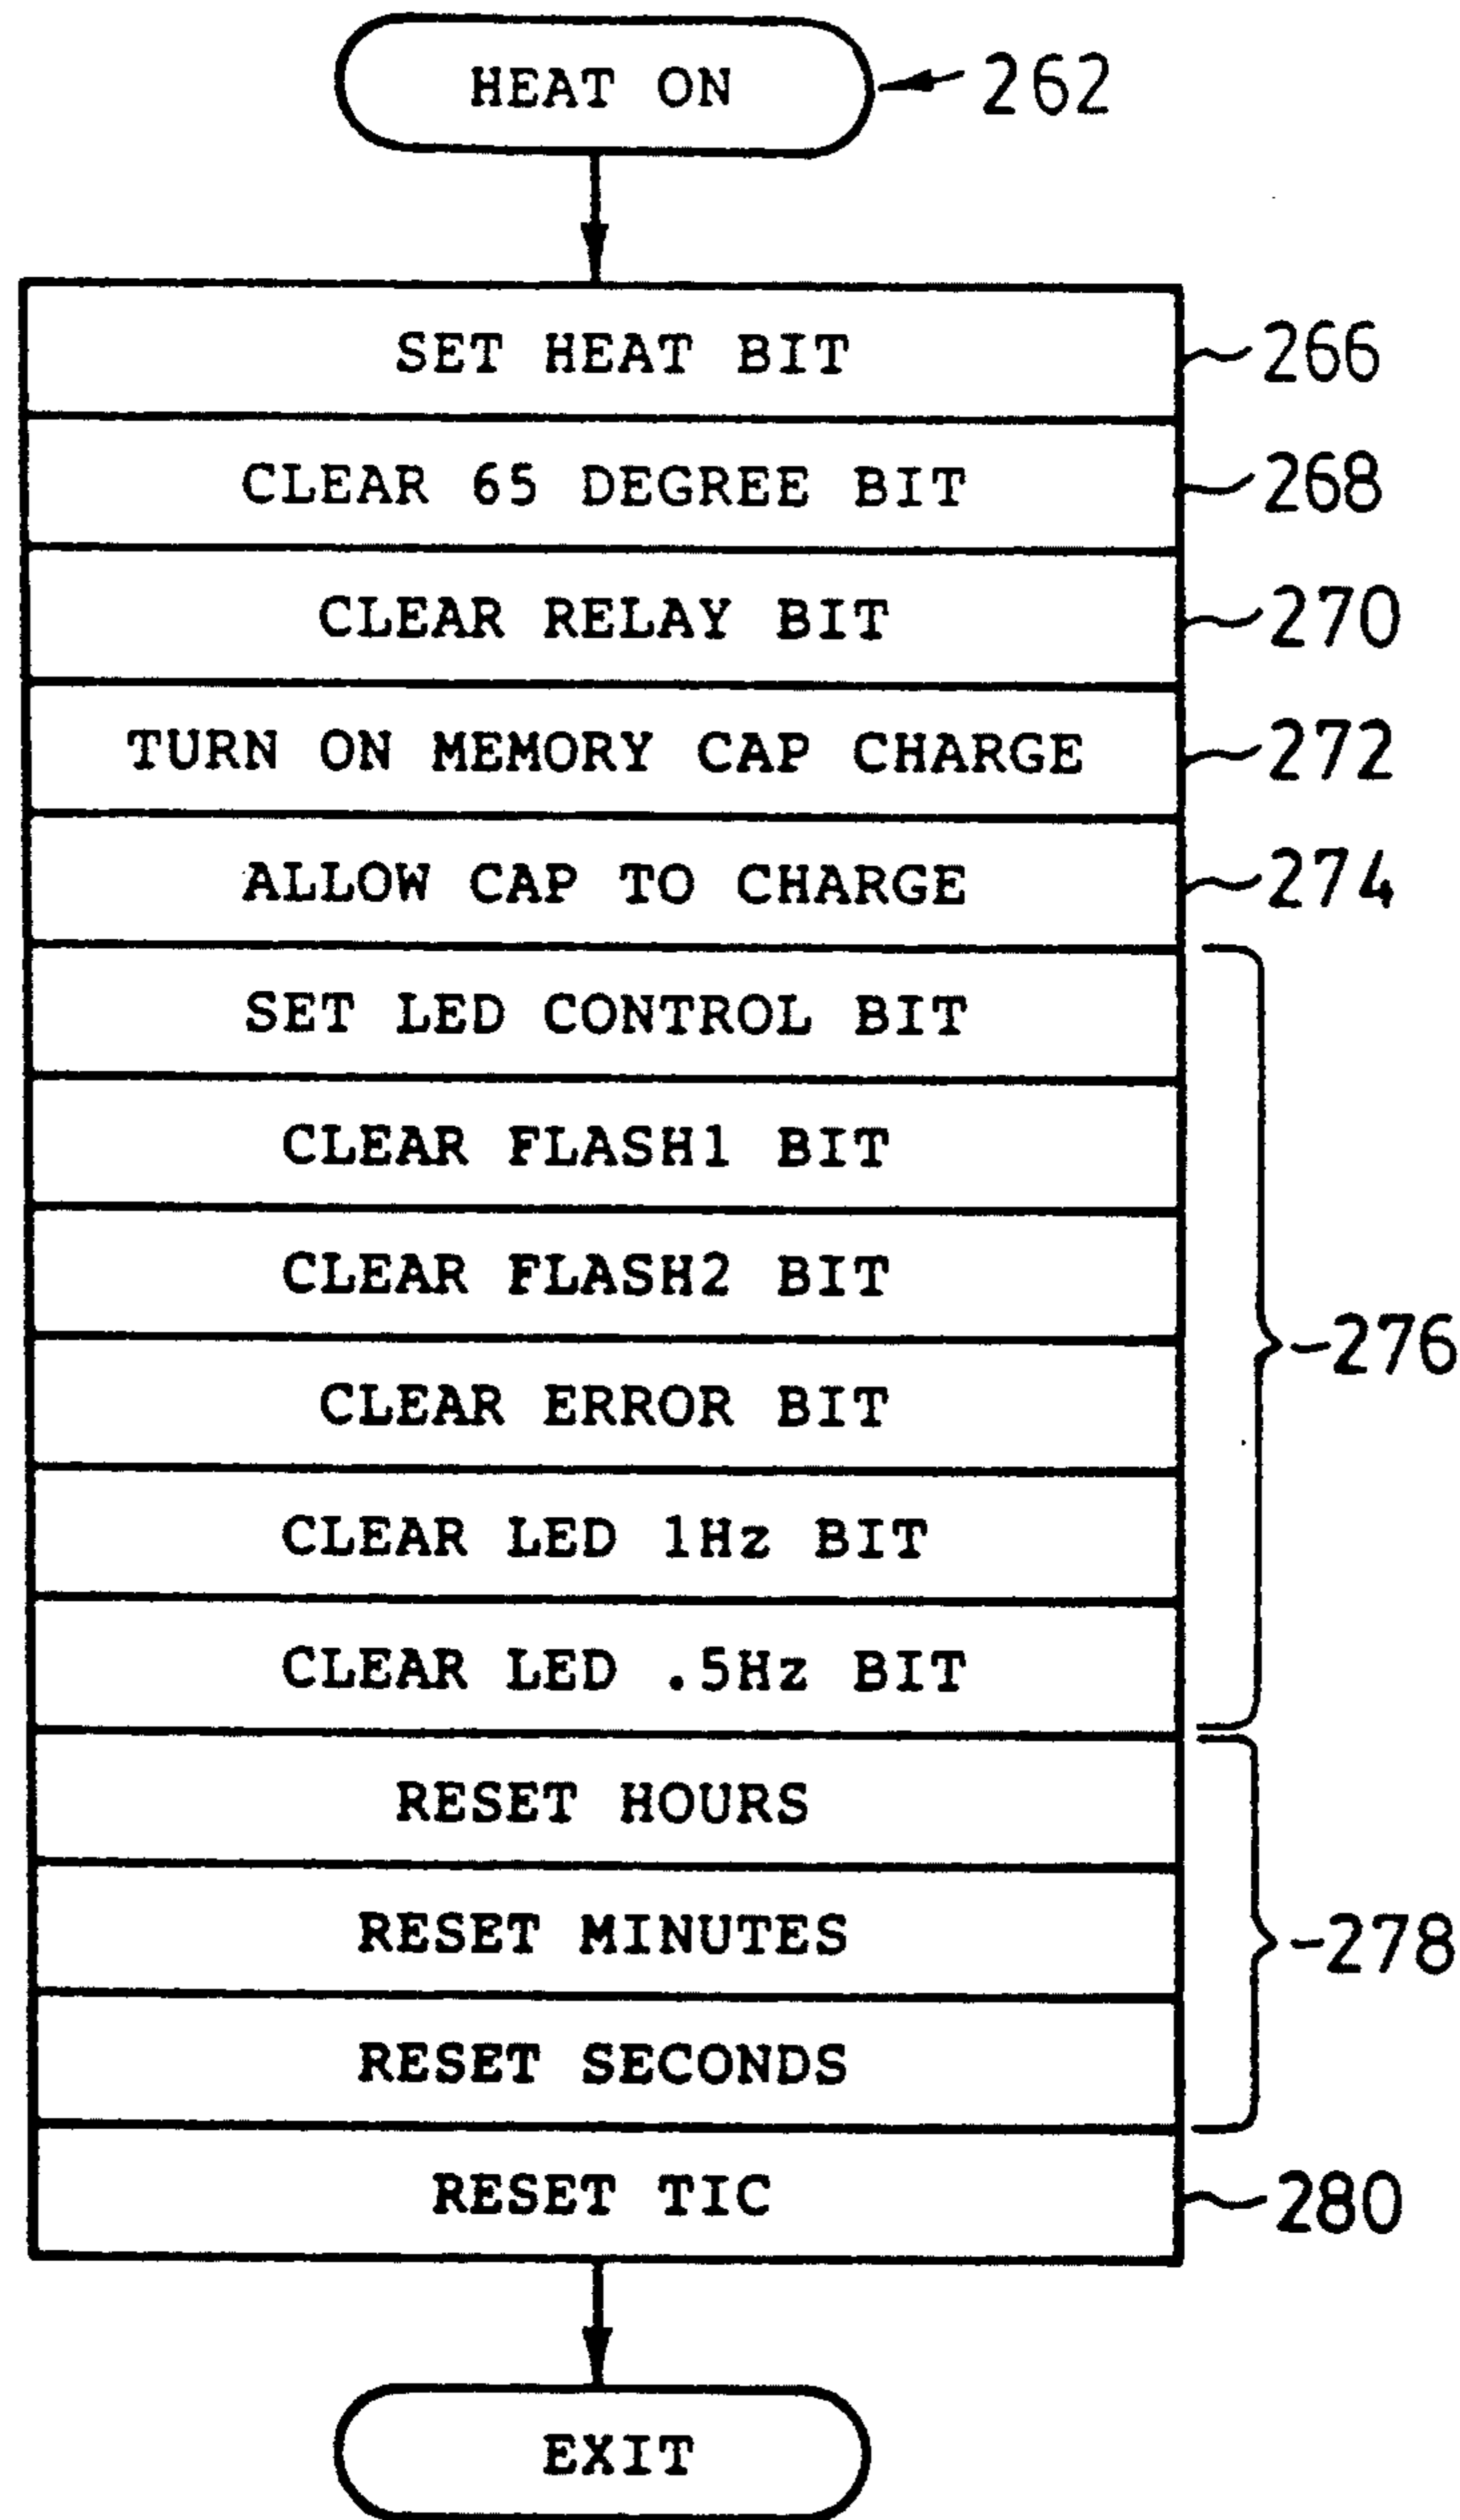 HEAT ON 262
SET HEAT BIT 266
CLEAR 65 DEGREE BIT 268
CLEAR RELAY BIT 270
TURN ON MEMORY CAP CHARGE 272
ALLOW CAP TO CHARGE 274
SET LED CONTROL BIT
CLEAR FLASH1 BIT
CLEAR FLASH2 BIT
276
CLEAR ERROR BIT
CLEAR LED 1Hz BIT
CLEAR LED .5Hz BIT
RESET HOURS
RESET MINUTES 278
RESET SECONDS
RESET TIC 280
EXIT